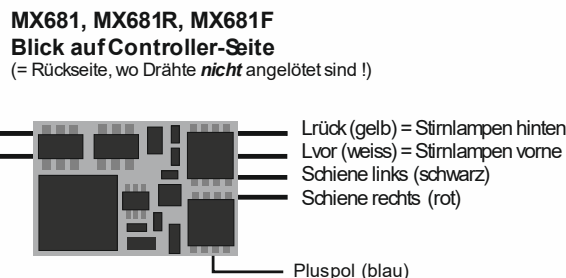 MX681, MX681R, MX681F
Blick auf Controller-Seite
(= Rückseite, wo Drähte nicht angelötet sind !)
Lrück (gelb) = Stirnlampen hinten
Lvor (weiss) = Stirnlampen vorne
Schiene links (schwarz)
Schiene rechts (rot)
Pluspol (blau)